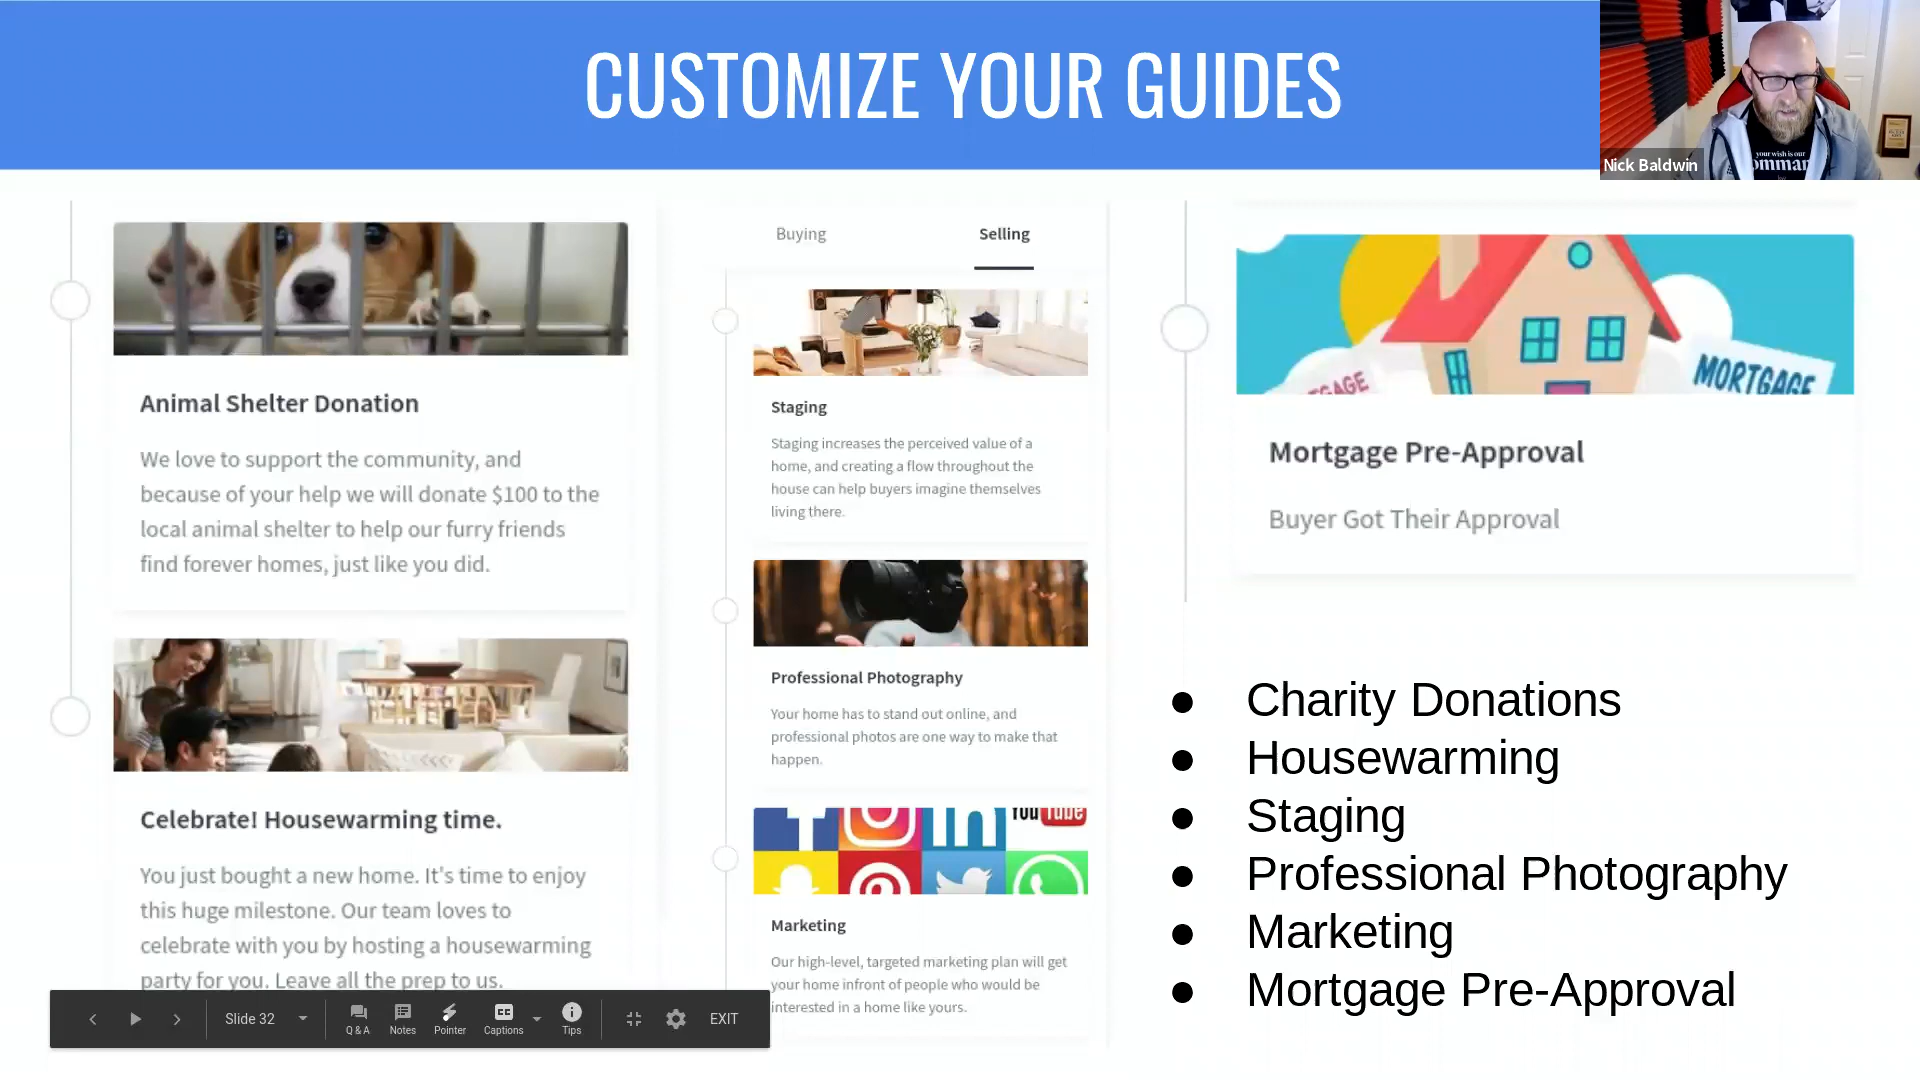 CUSTOMIZE YOUR GUIDES
your wish is our
Nick Baldwin
Animal Shelter Donation
We love to support the community, and
because of your help we will donate $100 to the
local animal shelter to help our furry friends
find forever homes, just like you did.
Celebrate! Housewarming time.
You just bought a new home. It's time to enjoy
this huge milestone. Our team loves to
celebrate with you by hosting a housewarming
party for you. Leave all the prep to us.
Buying
Selling
Staging
Staging increases the perceived value of a
home, and creating a flow throughout the
house can help buyers imagine themselves
living there.
Professional Photography
Your home has to stand out online, and
professional photos are one way to make that
happen.
You Tube
Marketing
Our high-level, targeted marketing plan will get
your home infront of people who would be
interested in a home like yours.
MORTGAGE
Mortgage Pre-Approval
Buyer Got Their Approval
● Charity Donations
● Housewarming
● Staging
● Professional Photography
● Marketing
● Mortgage Pre-Approval
Slide 32
Q & A
Notes
Pointer
CC
Captions
Tips
EXIT